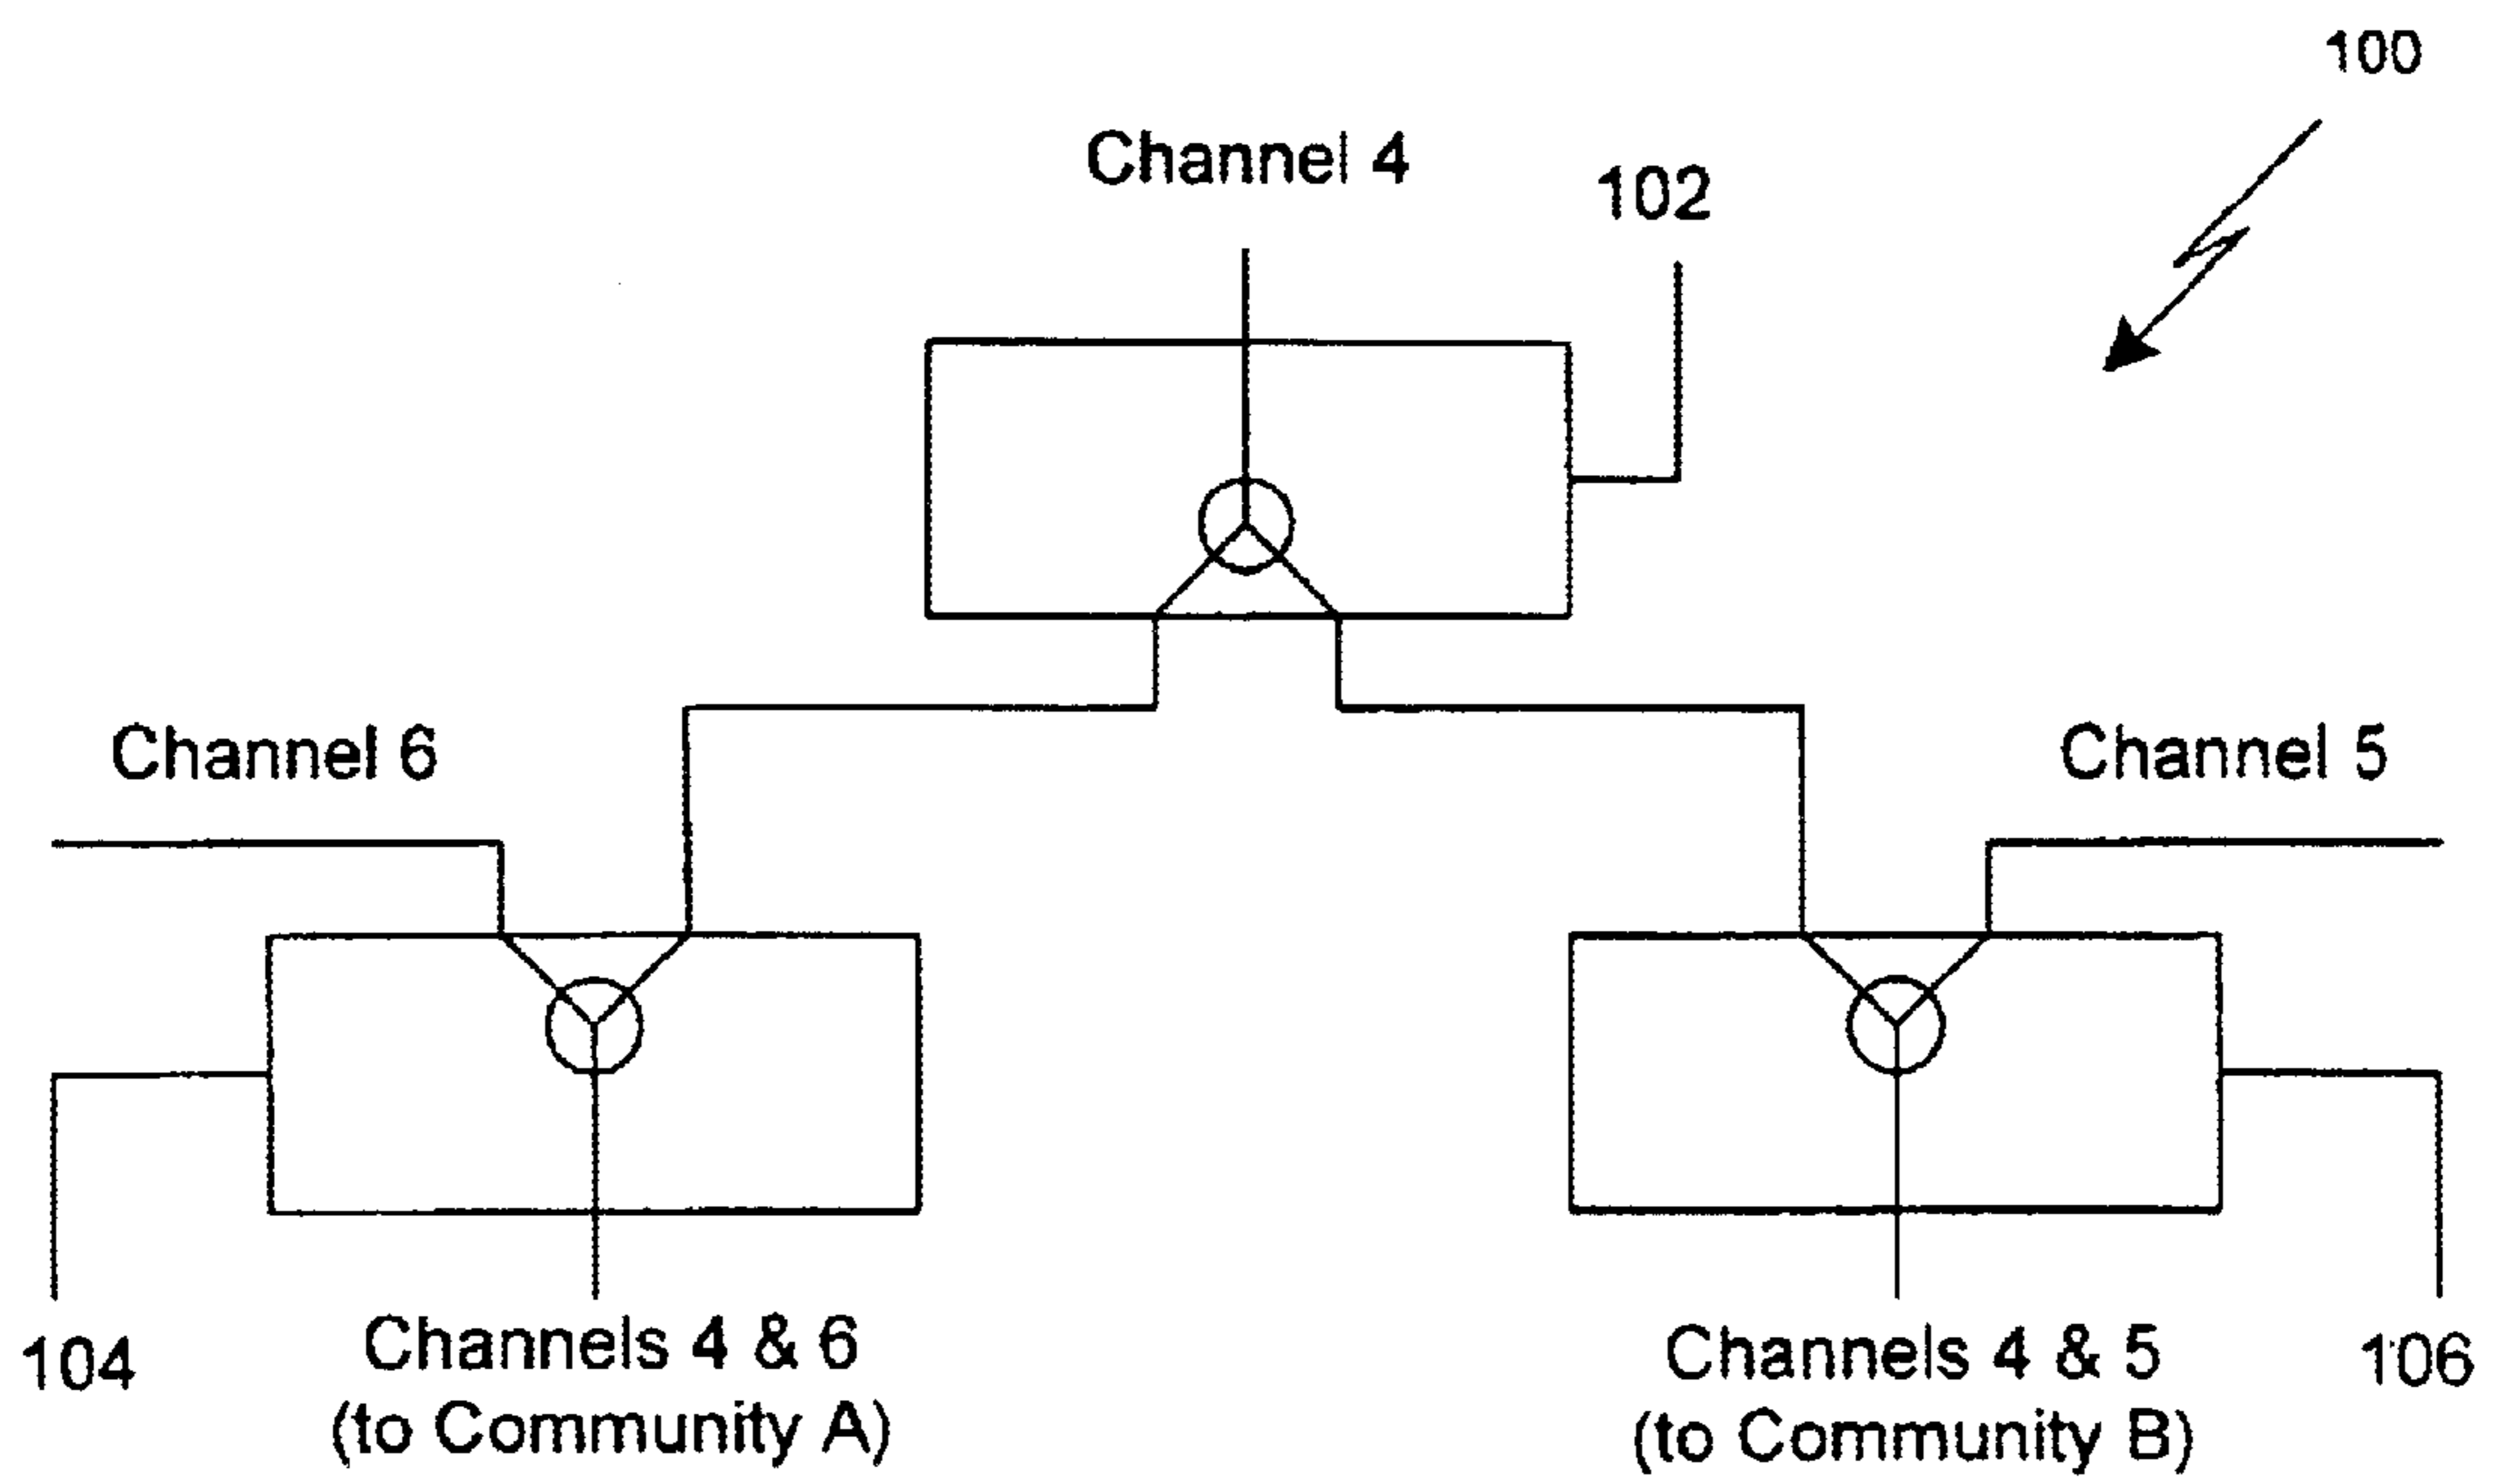 100
Channel 4
102
Channel 6
Channel 5
104
Channels 4 & 6
(to Community A)
Channels 4 & 5
(to Community B)
106